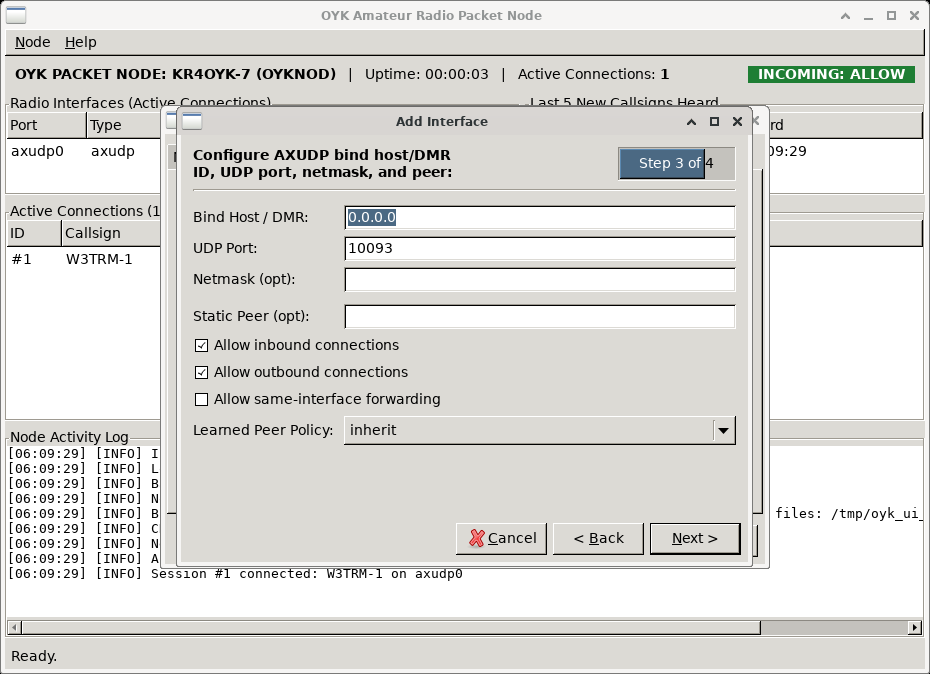 OYK Amateur Radio Packet Node
Node Help
OYK PACKET NODE: KR4OYK-7 (OYKNOD) | Uptime: 00:00:03 | Active Connections: 1 INCOMING: ALLOW
Radio Interfaces (Active Connections)
Last 5 New Callsigns Heard
Port Type
axudp0 axudp
09:29
Active Connections (1
ID Callsign
#1 W3TRM-1
Add Interface
Configure AXUDP bind host/DMR
ID, UDP port, netmask, and peer:
Step 3 of 4
Bind Host / DMR: 0.0.0.0
UDP Port: 10093
Netmask (opt):
Static Peer (opt):
Allow inbound connections
Allow outbound connections
Allow same-interface forwarding
Learned Peer Policy: inherit
Cancel < Back Next >
Node Activity Log
[06:09:29] [INFO] I
[06:09:29] [INFO] L
[06:09:29] [INFO] B
[06:09:29] [INFO] N
[06:09:29] [INFO] B files: /tmp/oyk_ui_
[06:09:29] [INFO] C
[06:09:29] [INFO] N
[06:09:29] [INFO] A
[06:09:29] [INFO] Session #1 connected: W3TRM-1 on axudp0
Ready.